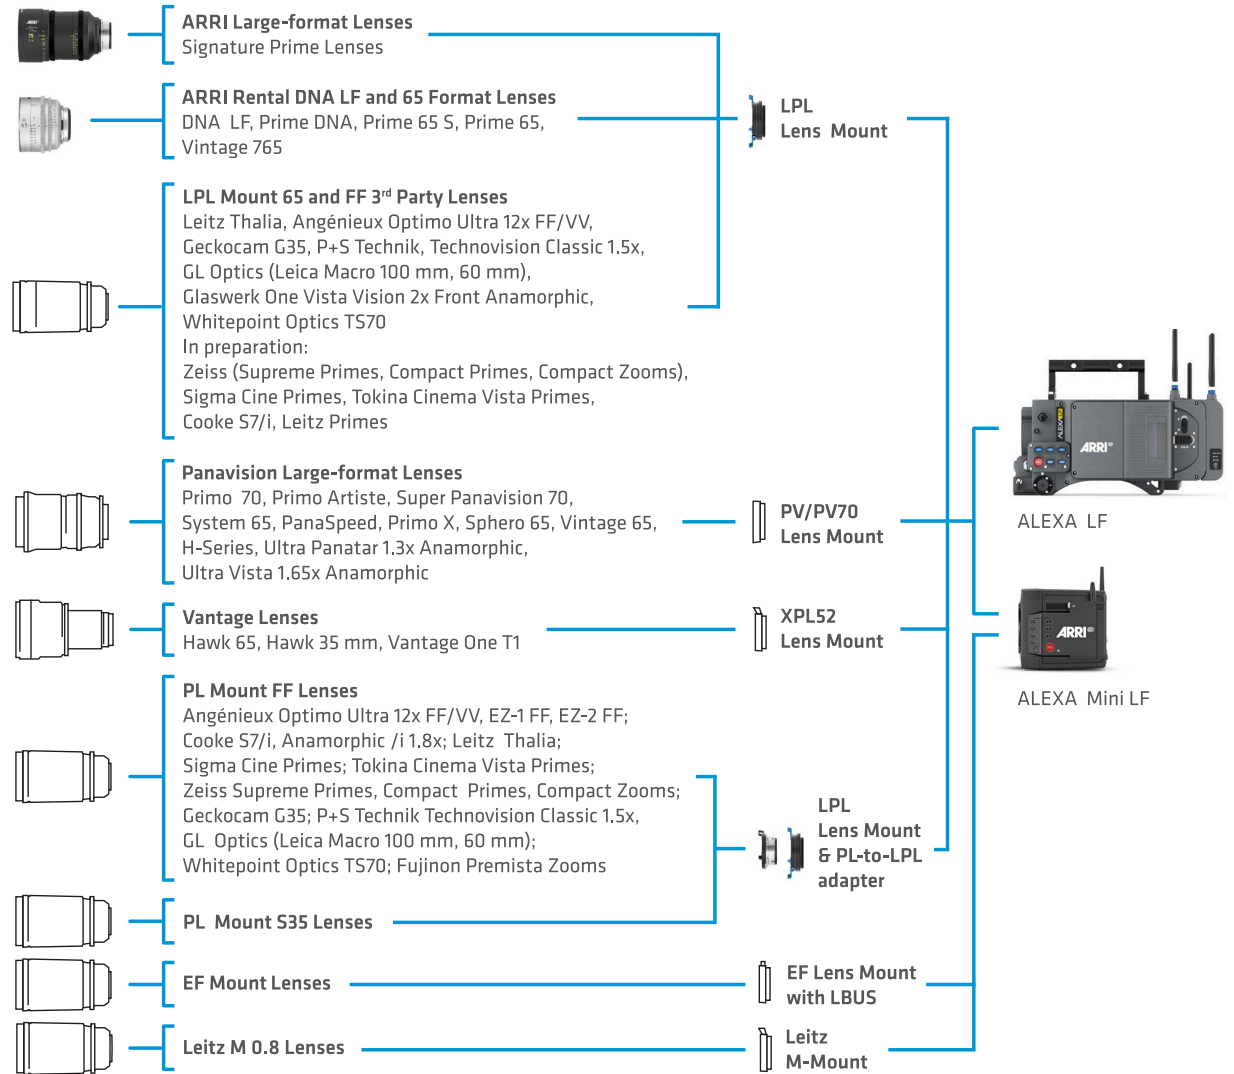 ARRI Large-format Lenses
Signature Prime Lenses
ARRI Rental DNA LF and 65 Format Lenses
DNA LF, Prime DNA, Prime 65 S, Prime 65,
Vintage 765
LPL
Lens Mount
LPL Mount 65 and FF 3rd Party Lenses
Leitz Thalia, Angénieux Optimo Ultra 12x FF/VV,
Geckocam G35, P+S Technik, Technovision Classic 1.5x,
GL Optics (Leica Macro 100 mm, 60 mm),
Glaswerk One Vista Vision 2x Front Anamorphic,
Whitepoint Optics TS70
In preparation:
Zeiss (Supreme Primes, Compact Primes, Compact Zooms),
Sigma Cine Primes, Tokina Cinema Vista Primes,
Cooke S7/i, Leitz Primes
Panavision Large-format Lenses
Primo 70, Primo Artiste, Super Panavision 70,
System 65, PanaSpeed, Primo X, Sphero 65, Vintage 65,
H-Series, Ultra Panatar 1.3x Anamorphic,
Ultra Vista 1.65x Anamorphic
PV/PV70
Lens Mount
Vantage Lenses
Hawk 65, Hawk 35 mm, Vantage One T1
XPL52
Lens Mount
PL Mount FF Lenses
Angénieux Optimo Ultra 12x FF/VV, EZ-1 FF, EZ-2 FF;
Cooke S7/i, Anamorphic /i 1.8x; Leitz Thalia;
Sigma Cine Primes; Tokina Cinema Vista Primes;
Zeiss Supreme Primes, Compact Primes, Compact Zooms;
Geckocam G35; P+S Technik Technovision Classic 1.5x,
GL Optics (Leica Macro 100 mm, 60 mm);
Whitepoint Optics TS70; Fujinon Premista Zooms
LPL
Lens Mount
& PL-to-LPL
adapter
PL Mount S35 Lenses
EF Mount Lenses
EF Lens Mount
with LBUS
Leitz M 0.8 Lenses
Leitz
M-Mount
ARRI
ALEXA
ARRI
ALEXA LF
ARRI
ALEXA Mini LF